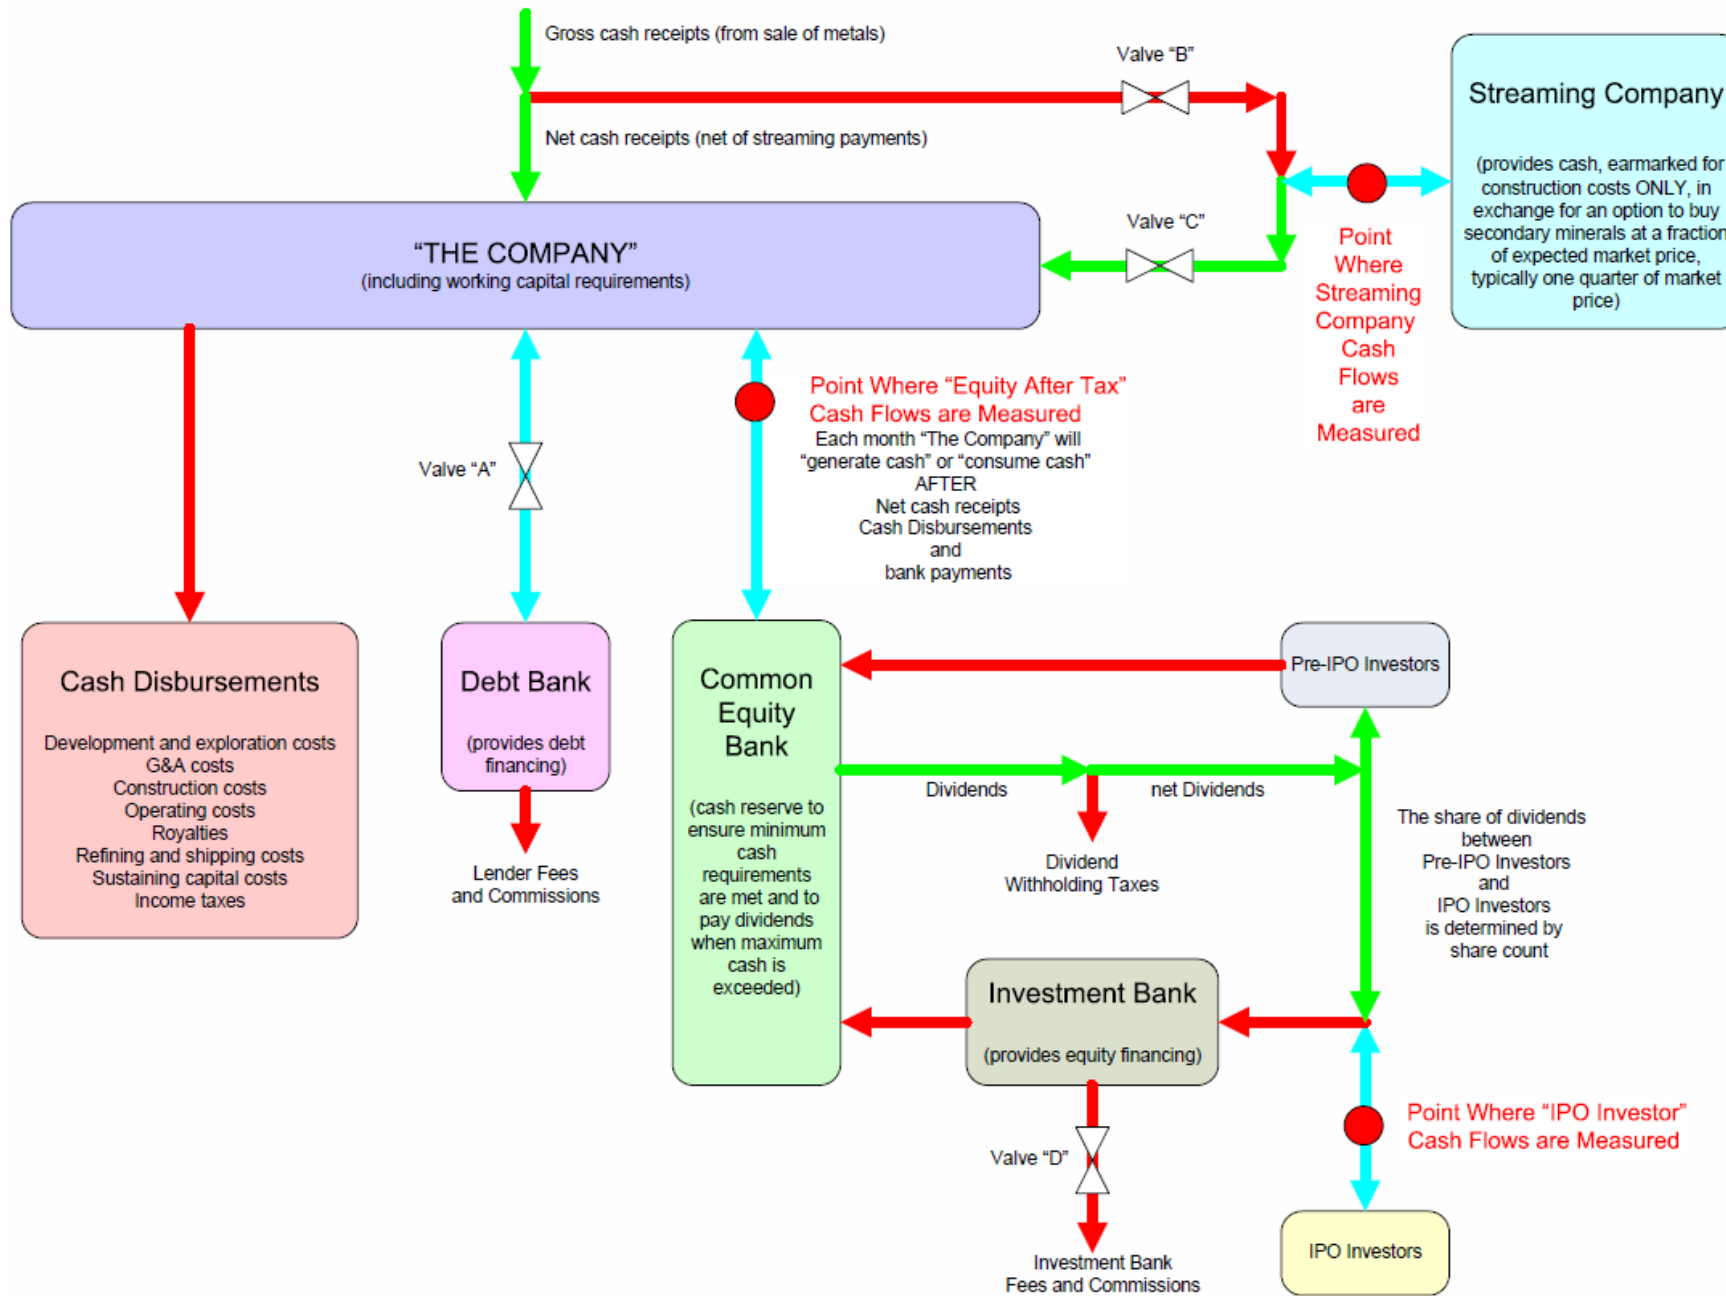 Gross cash receipts (from sale of metals)
Valve “B”
Net cash receipts (net of streaming payments)
Streaming Company
(provides cash, earmarked for
construction costs ONLY, in
exchange for an option to buy
secondary minerals at a fraction
of expected market price,
typically one quarter of market
price)
“THE COMPANY”
(including working capital requirements)
Valve “C”
Point
Where
Streaming
Company
Cash
Flows
are
Measured
Valve “A”
Point Where “Equity After Tax”
Cash Flows are Measured
Each month “The Company” will
“generate cash” or “consume cash”
AFTER
Net cash receipts
Cash Disbursements
and
bank payments
Cash Disbursements
Development and exploration costs
G&A costs
Construction costs
Operating costs
Royalties
Refining and shipping costs
Sustaining capital costs
Income taxes
Debt Bank
(provides debt
financing)
Lender Fees
and Commissions
Common
Equity
Bank
(cash reserve to
ensure minimum
cash
requirements
are met and to
pay dividends
when maximum
cash is
exceeded)
Pre-IPO Investors
Dividends
net Dividends
Dividend
Withholding Taxes
The share of dividends
between
Pre-IPO Investors
and
IPO Investors
is determined by
share count
Investment Bank
(provides equity financing)
Valve “D”
Investment Bank
Fees and Commissions
Point Where “IPO Investor”
Cash Flows are Measured
IPO Investors